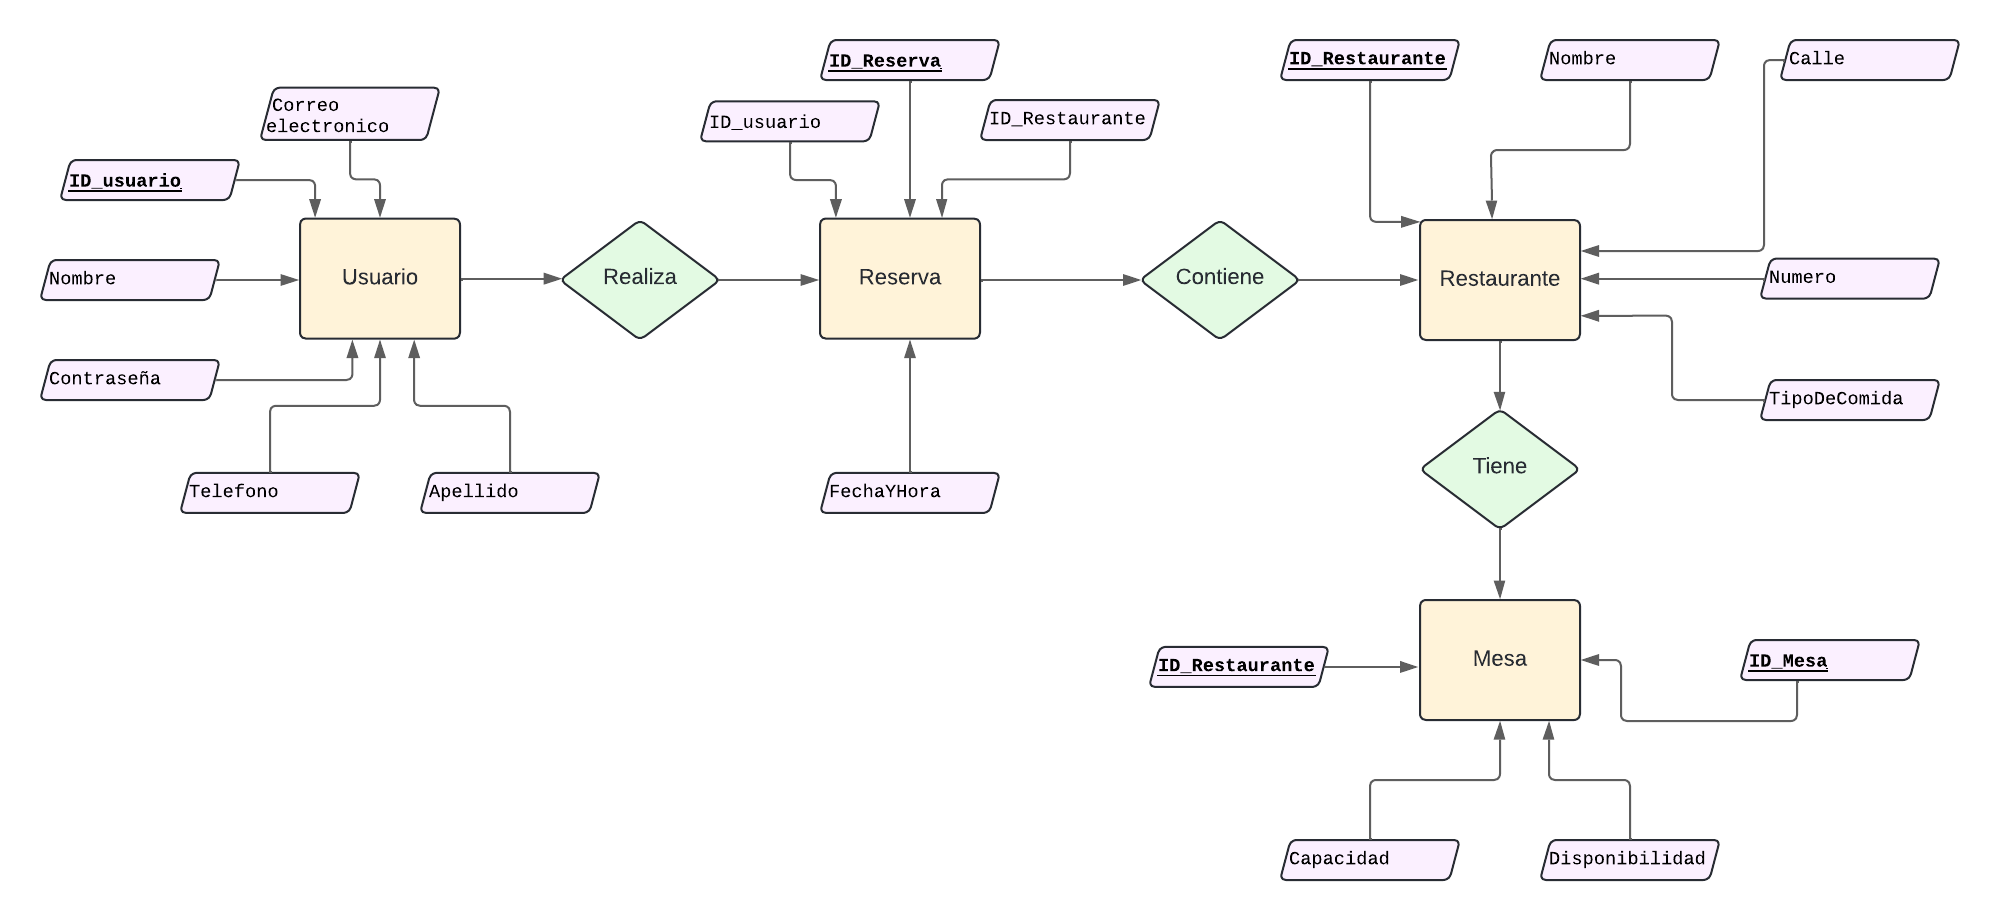 ID_Reserva
ID_Restaurante
Nombre
Calle
Correo
electronico
ID_usuario
ID_Restaurante
ID_usuario
Nombre
Usuario
Realiza
Reserva
Contiene
Restaurante
Numero
Contraseña
TipoDeComida
Telefono
Apellido
FechaYHora
Tiene
ID_Restaurante
Mesa
ID_Mesa
Capacidad
Disponibilidad